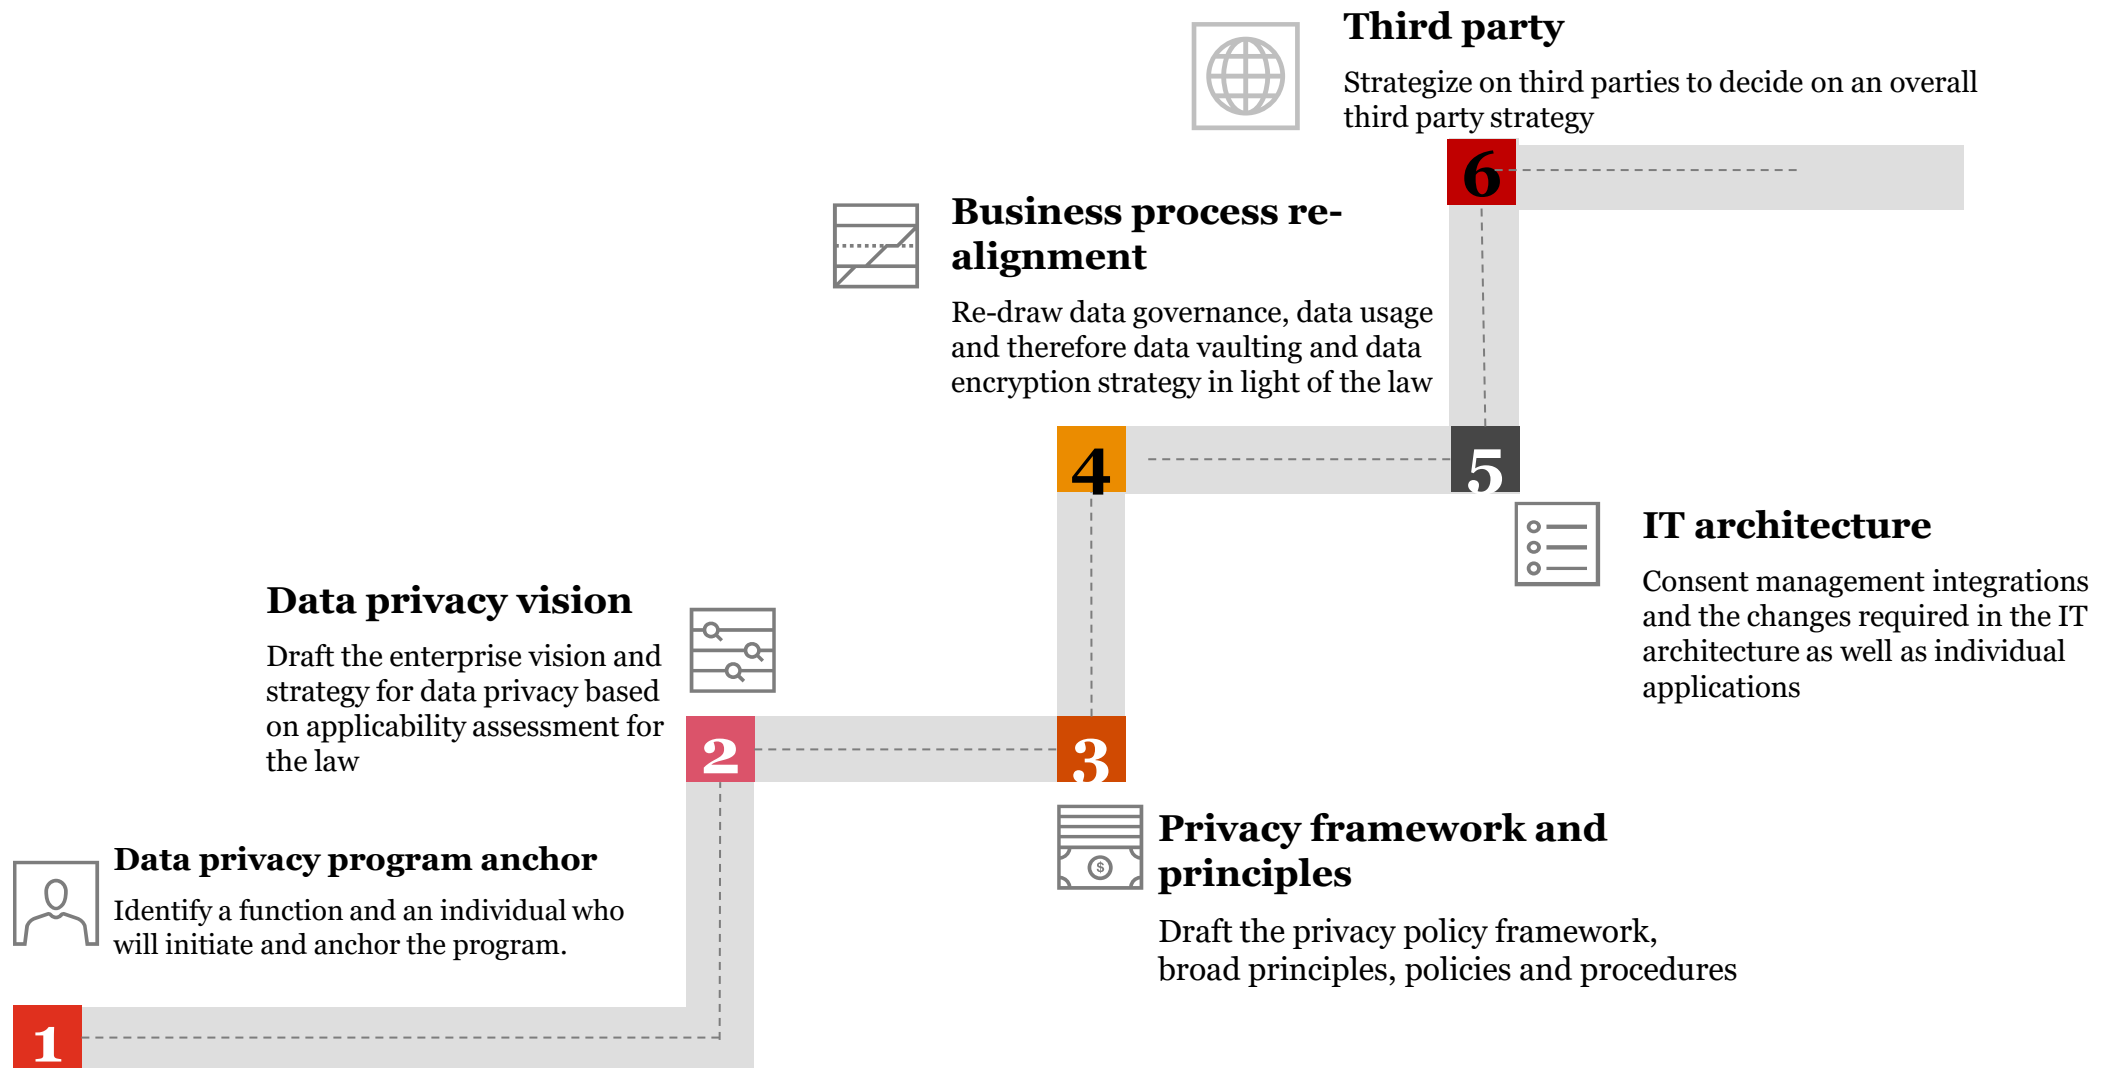 Third party
Strategize on third parties to decide on an overall
third party strategy
6
Business process re-
alignment
Re-draw data governance, data usage
and therefore data vaulting and data
encryption strategy in light of the law
4
5
IT architecture
Consent management integrations
and the changes required in the IT
architecture as well as individual
applications
Data privacy vision
Draft the enterprise vision and
strategy for data privacy based
on applicability assessment for
the law
2
3
Privacy framework and
principles
$
Draft the privacy policy framework,
broad principles, policies and procedures
Data privacy program anchor
Identify a function and an individual who
will initiate and anchor the program.
1